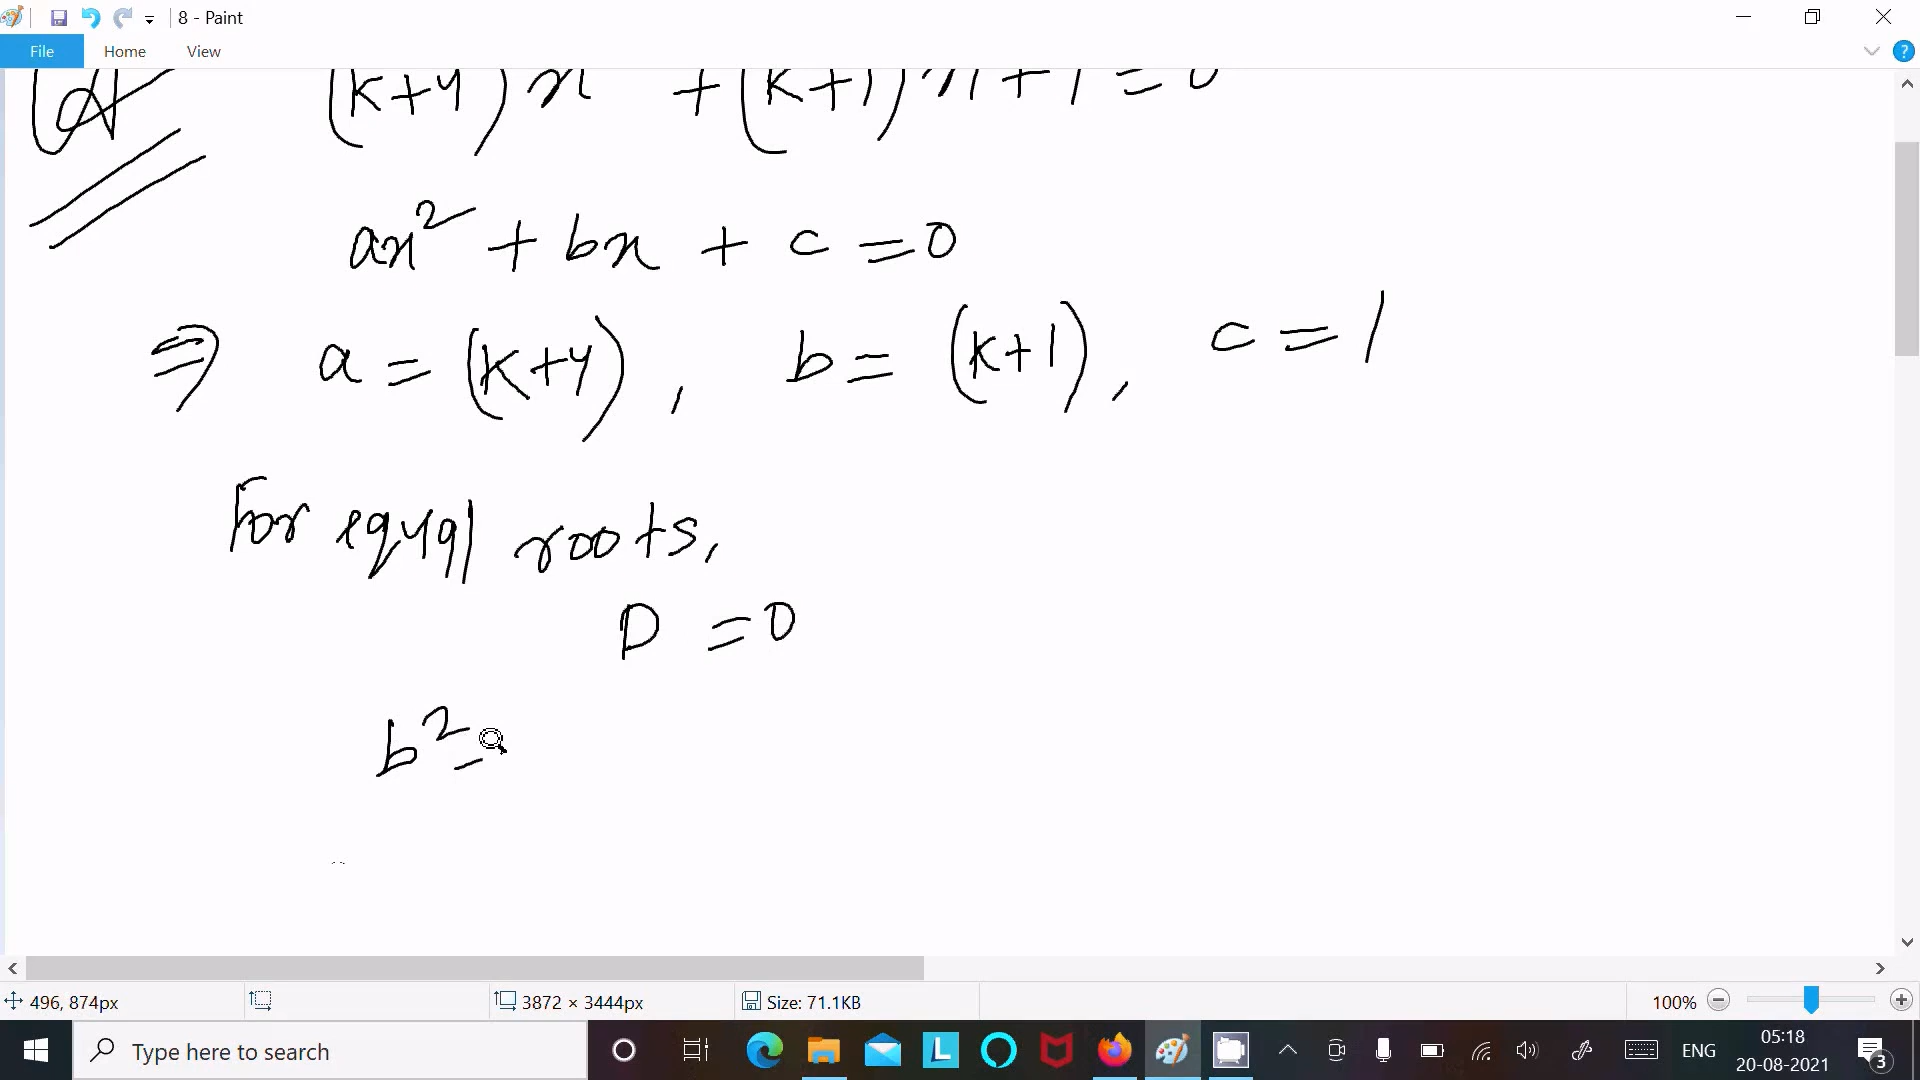 8 - Paint
File Home View
(k+4)x + (k+1)x+1=0
ax² + bx + c = 0
⇒ a = (k+4), b = (k+1), c = 1
For equal roots,
D = 0
b² -
496, 874px 3872 × 3444px Size: 71.1KB 100%
Type here to search
L
ENG
05:18
20-08-2021
3